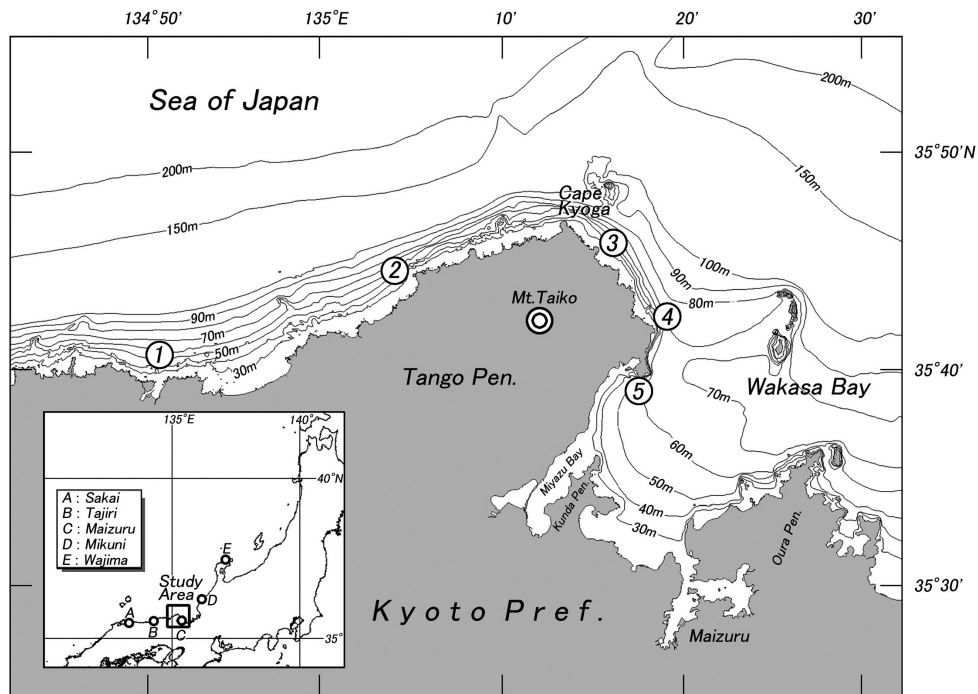 134°50′
135°E
10′
20′
30′
Sea of Japan
200m
35°50′N
200m
150m
150m
Cape
Kyoga
3
100m
90m
80m
2
Mt.Taiko
4
90m
70m
50m
30m
1
Tango Pen.
5
Wakasa Bay
35°40′
70m
60m
50m
40m
30m
Miyazu Bay
Kunda Pen.
Oura Pen.
35°30′
Kyoto Pref.
Maizuru
135°E
140°
40°N
A : Sakai
B : Tajiri
C : Maizuru
D : Mikuni
E : Wajima
E
Study
Area
D
A
B
C
35°